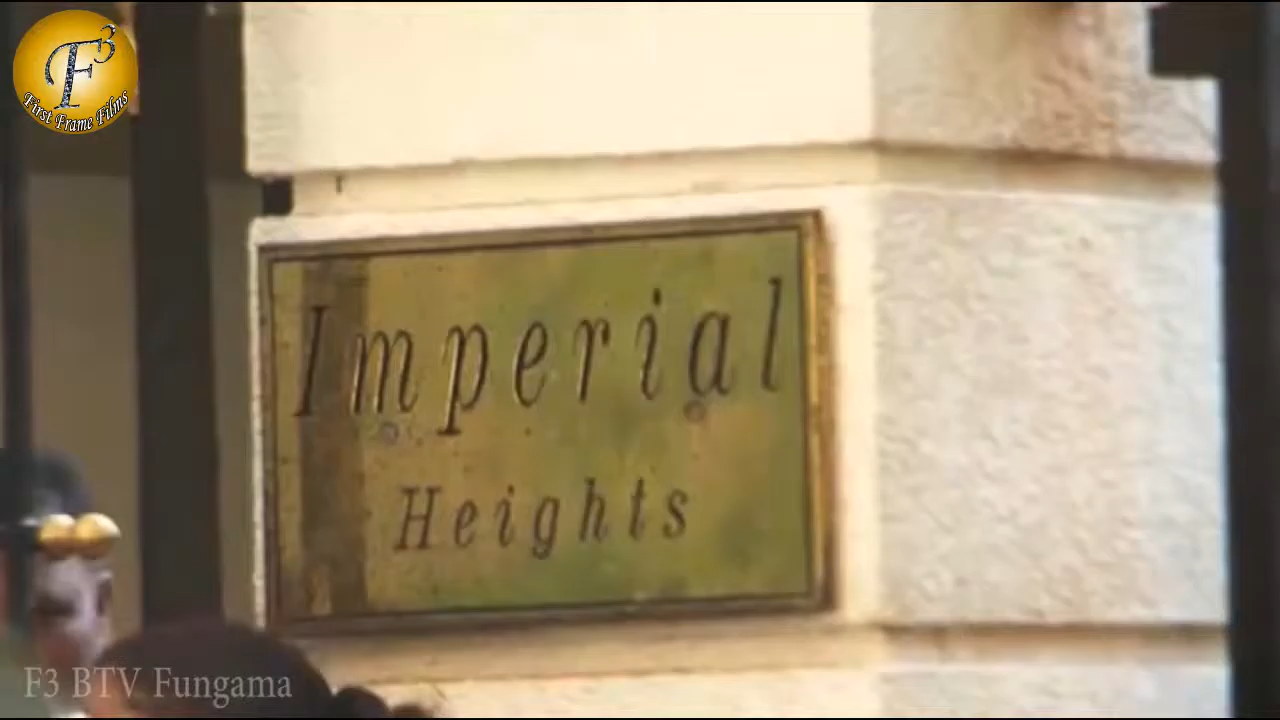 F3
First Frame Films
Imperial
Heights
F3 BTV Fungama